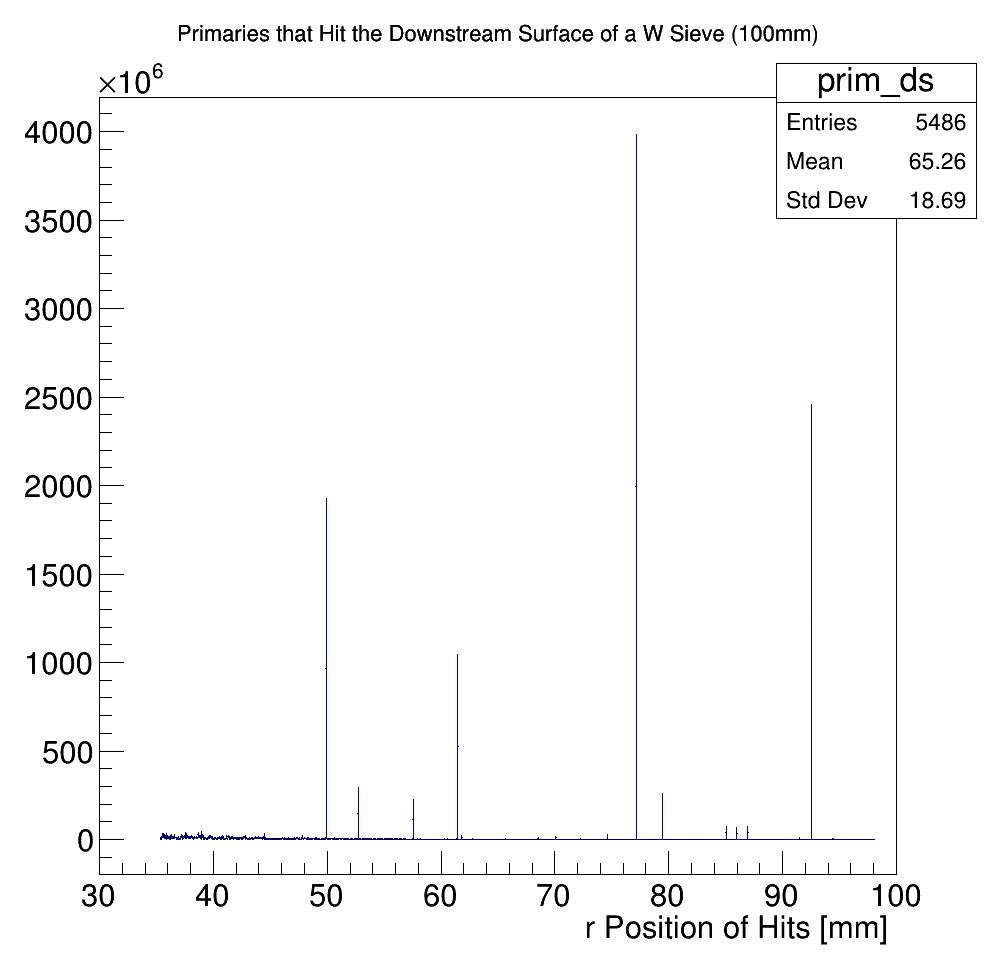 Primaries that Hit the Downstream Surface of a W Sieve (100mm)
×10⁶
prim_ds
Entries 5486
Mean 65.26
Std Dev 18.69
4000
3500
3000
2500
2000
1500
1000
500
0
30 40 50 60 70 80 90 100
r Position of Hits [mm]